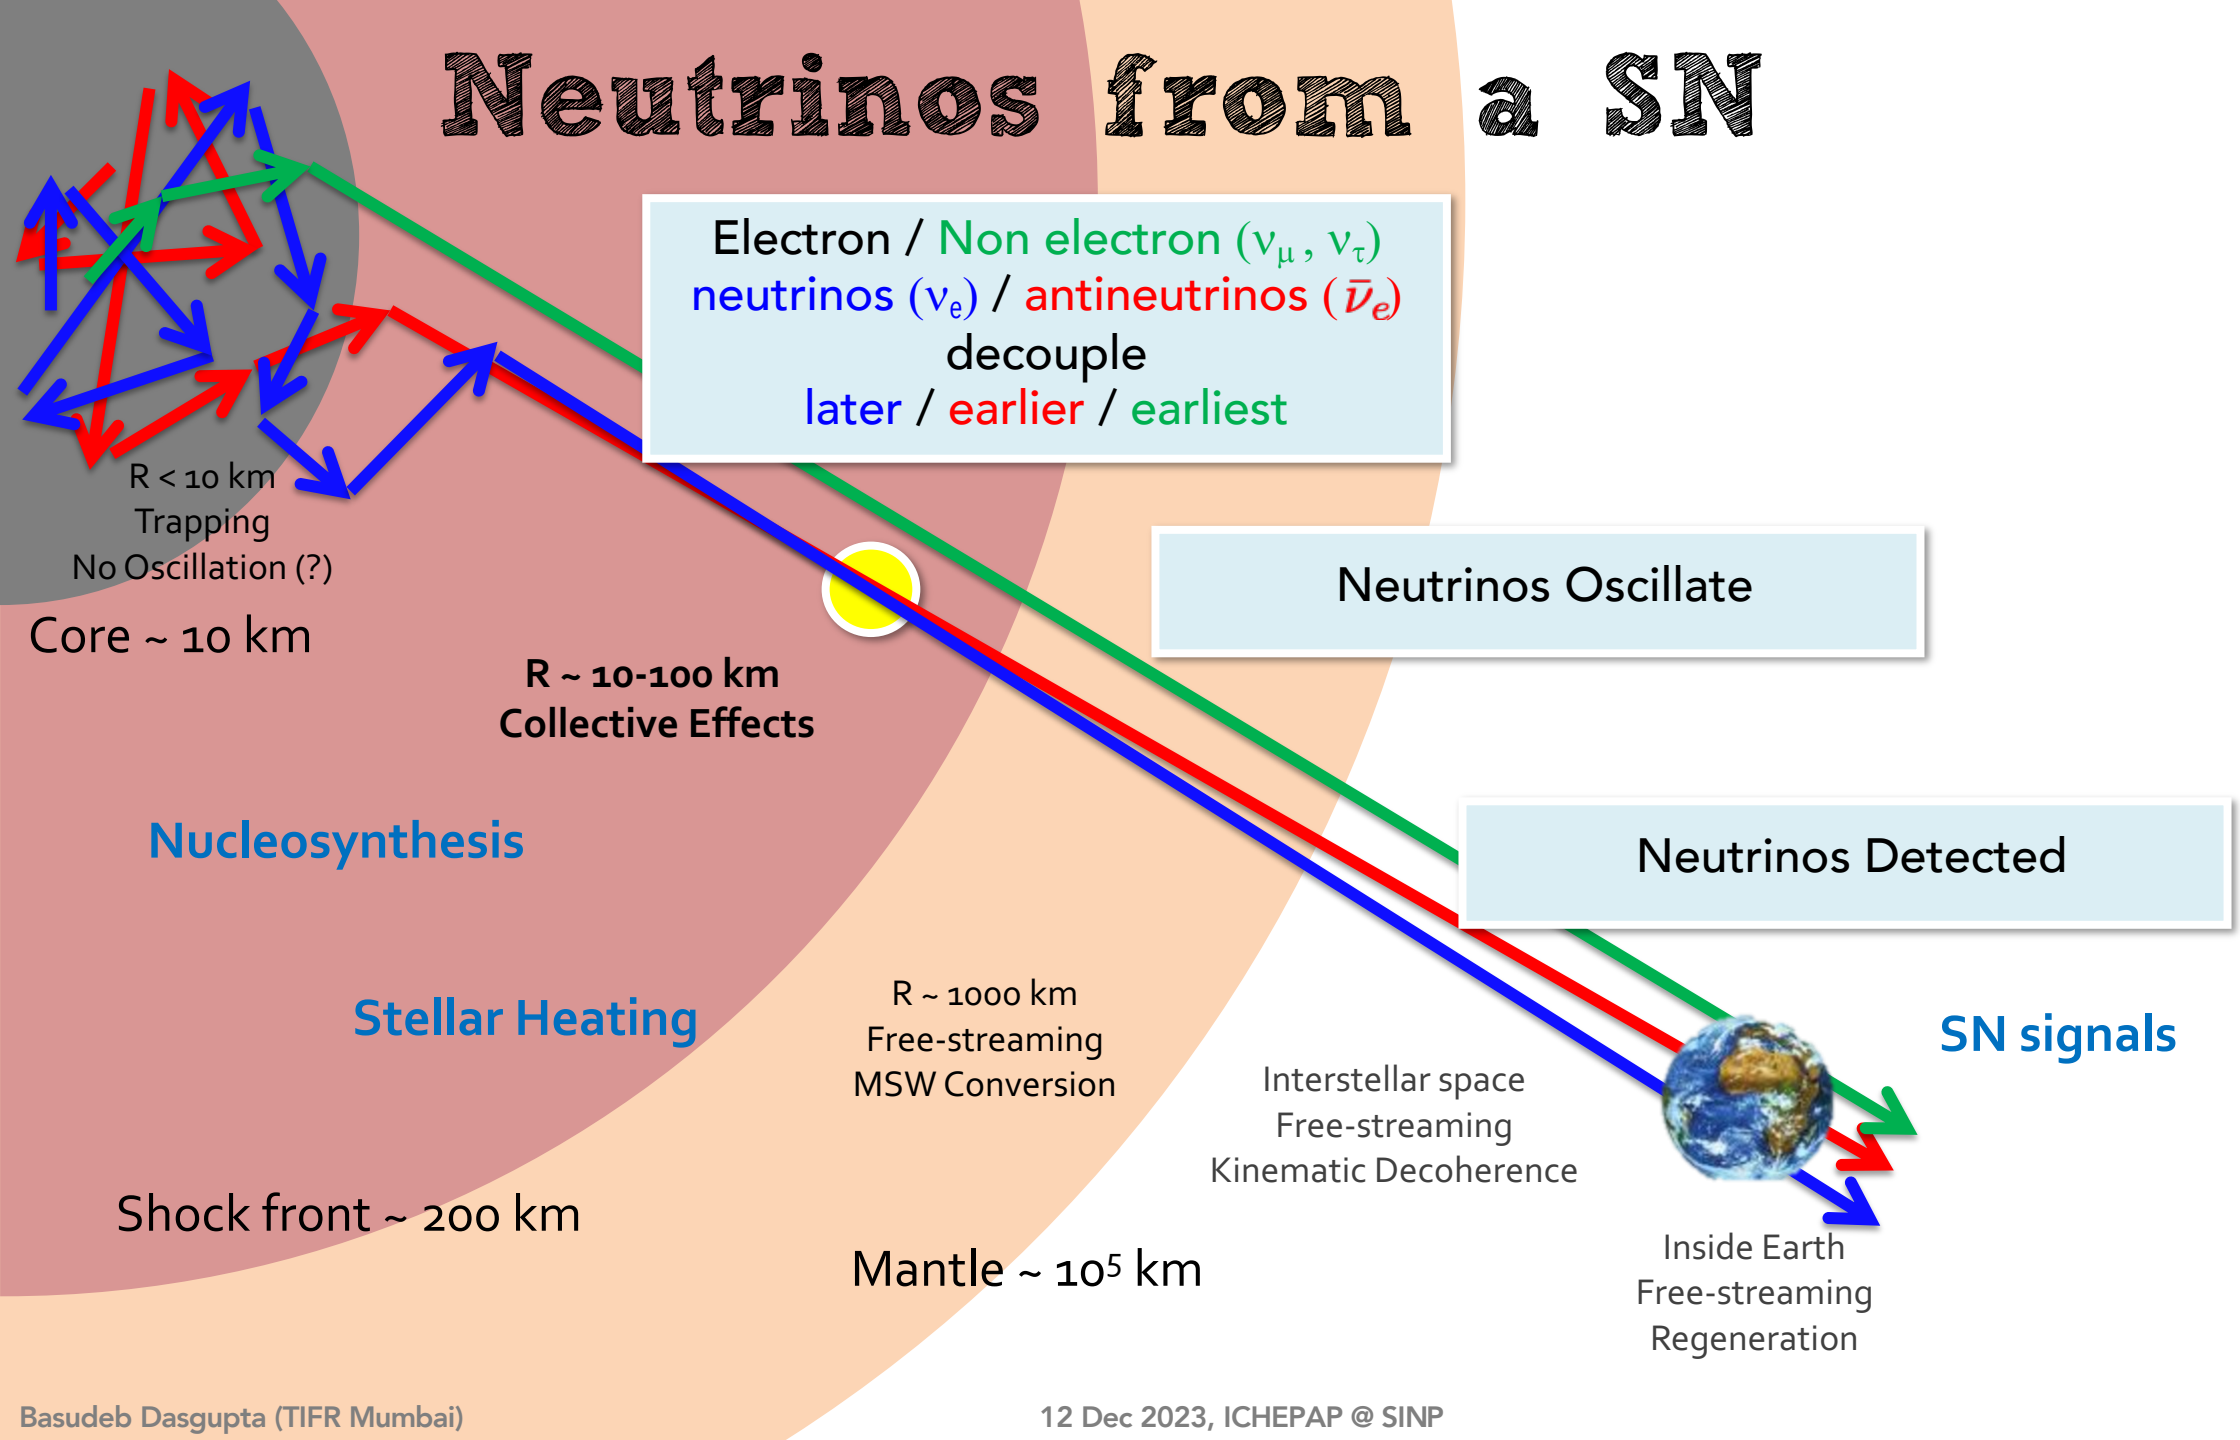 Neutrinos from a SN
Electron / Non electron (νμ , ντ)
neutrinos (νe) / antineutrinos ( ν̄e)
decouple
later / earlier / earliest
R < 10 km
Trapping
No Oscillation (?)
Core ~ 10 km
Neutrinos Oscillate
R ~ 10-100 km
Collective Effects
Nucleosynthesis
Neutrinos Detected
Stellar Heating
R ~ 1000 km
Free-streaming
MSW Conversion
SN signals
Interstellar space
Free-streaming
Kinematic Decoherence
Shock front ~ 200 km
Mantle ~ 10⁵ km
Inside Earth
Free-streaming
Regeneration
Basudeb Dasgupta (TIFR Mumbai)
12 Dec 2023, ICHEPAP @ SINP